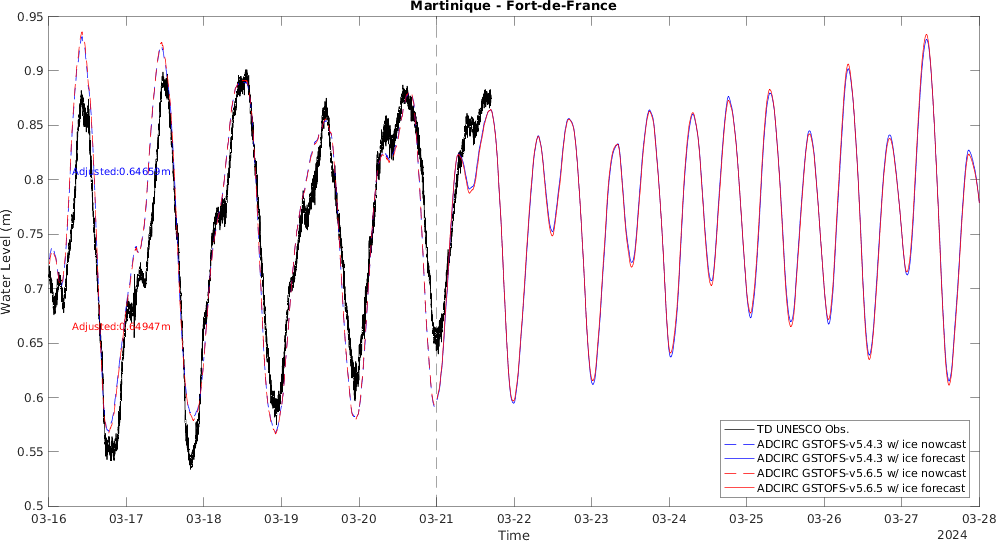 Martinique - Fort-de-France
0.95
0.9
0.85
0.8
0.75
0.7
0.65
0.6
0.55
0.5
Water Level (m)
Adjusted:0.64659m
Adjusted:0.64947m
TD UNESCO Obs.
ADCIRC GSTOFS-v5.4.3 w/ ice nowcast
ADCIRC GSTOFS-v5.4.3 w/ ice forecast
ADCIRC GSTOFS-v5.6.5 w/ ice nowcast
ADCIRC GSTOFS-v5.6.5 w/ ice forecast
03-16 03-17 03-18 03-19 03-20 03-21 03-22 03-23 03-24 03-25 03-26 03-27 03-28
Time
2024